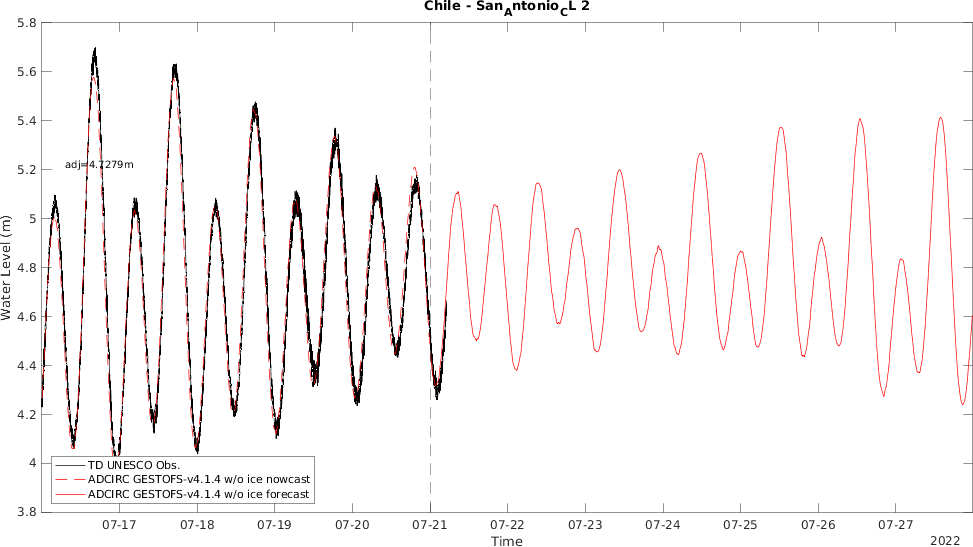 Chile - San_Antonio_CL 2
5.8
5.6
5.4
5.2
5
4.8
4.6
4.4
4.2
4
3.8
Water Level (m)
adj=4.7279m
TD UNESCO Obs.
ADCIRC GESTOFS-v4.1.4 w/o ice nowcast
ADCIRC GESTOFS-v4.1.4 w/o ice forecast
07-17 07-18 07-19 07-20 07-21 07-22 07-23 07-24 07-25 07-26 07-27
Time
2022